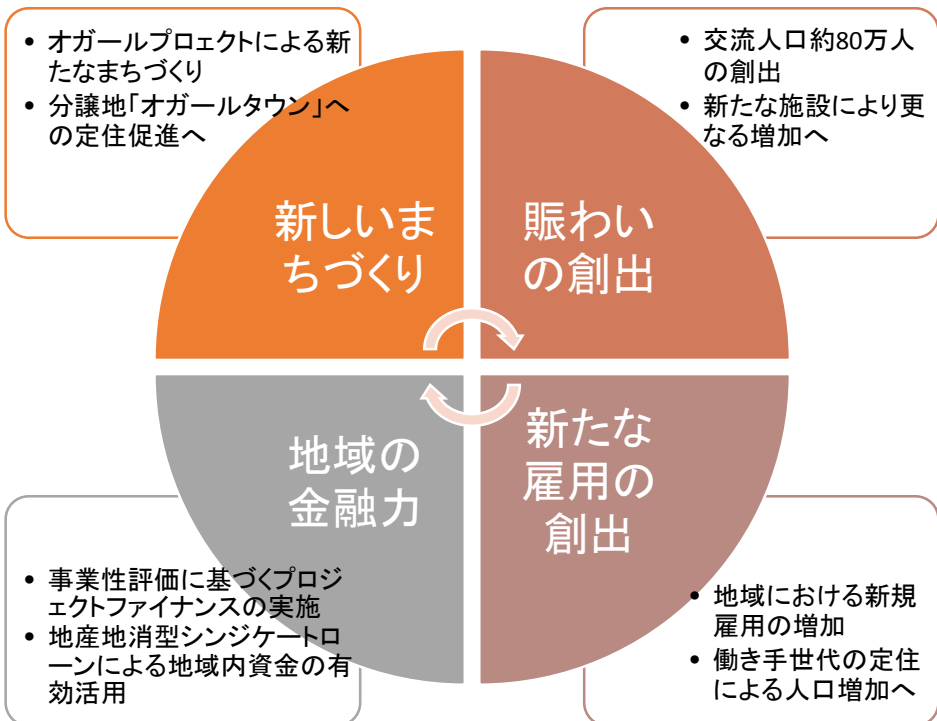 • オガールプロェクトによる新
たなまちづくり
• 分譲地「オガールタウン」へ
の定住促進へ
• 交流人口約80万人
の創出
• 新たな施設により更
なる増加へ
新しいま
ちづくり
賑わい
の創出
地域の
金融力
新たな
雇用の
創出
• 事業性評価に基づくプロジ
ェクトファイナンスの実施
• 地産地消型シンジケートロ
ーンによる地域内資金の有
効活用
• 地域における新規
雇用の増加
• 働き手世代の定住
による人口増加へ